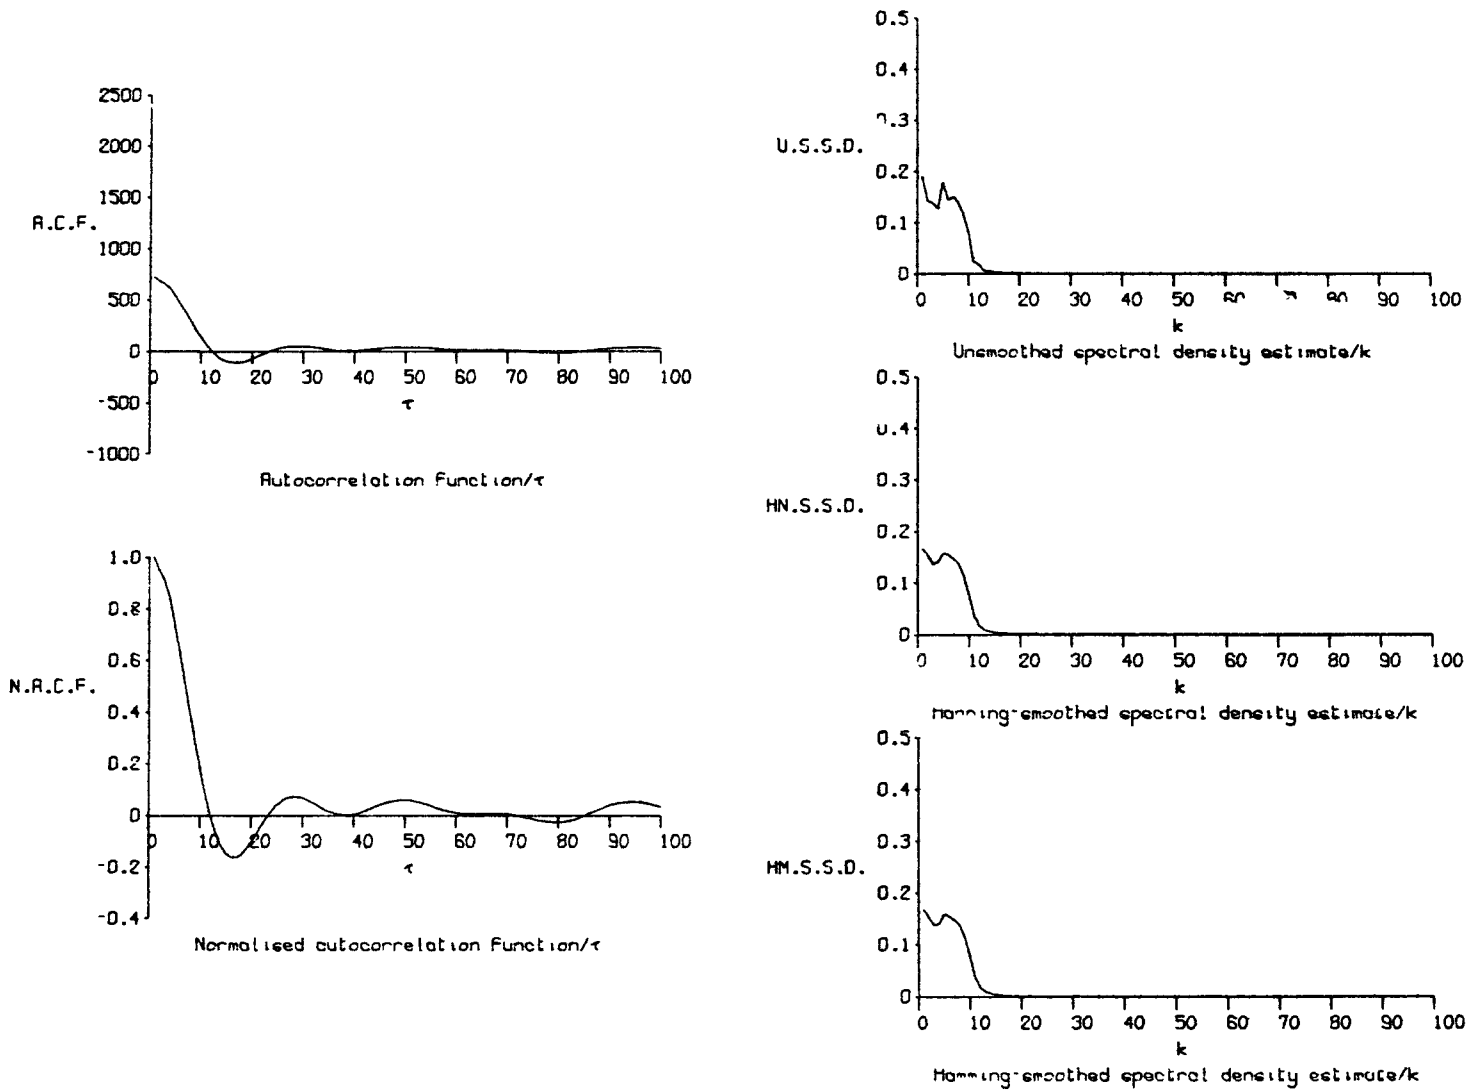 2500
2000
1500
A.C.F.
1000
500
0
0 10 20 30 40 50 60 70 80 90 100
τ
-500
-1000
Autocorrelation Function/τ
1.0
0.8
0.6
N.A.C.F.
0.4
0.2
0
0 10 20 30 40 50 60 70 80 90 100
τ
-0.2
-0.4
Normalised autocorrelation Function/τ
0.5
0.4
0.3
U.S.S.D.
0.2
0.1
0
0 10 20 30 40 50 60 80 90 100
k
Unsmoothed spectral density estimate/k
0.5
0.4
0.3
HN.S.S.D.
0.2
0.1
0
0 10 20 30 40 50 60 70 80 90 100
k
Hanning-smoothed spectral density estimate/k
0.5
0.4
0.3
HM.S.S.D.
0.2
0.1
0
0 10 20 30 40 50 60 70 80 90 100
k
Hamming-smoothed spectral density estimate/k